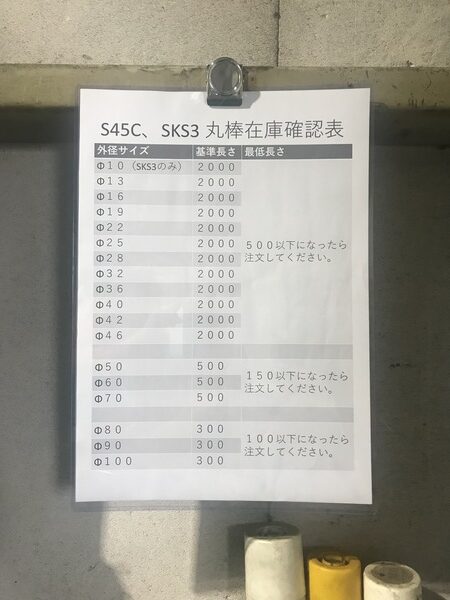 S45C、SKS3 丸棒在庫確認表
外径サイズ 基準長さ 最低長さ
Φ10（SKS3のみ） 2000
Φ13 2000
Φ16 2000
Φ19 2000
Φ22 2000
Φ25 2000 500以下になったら
Φ28 2000 注文してください。
Φ32 2000
Φ36 2000
Φ40 2000
Φ42 2000
Φ46 2000
Φ50 500
Φ60 500 150以下になったら
Φ70 500 注文してください。
Φ80 300
Φ90 300 100以下になったら
Φ100 300 注文してください。